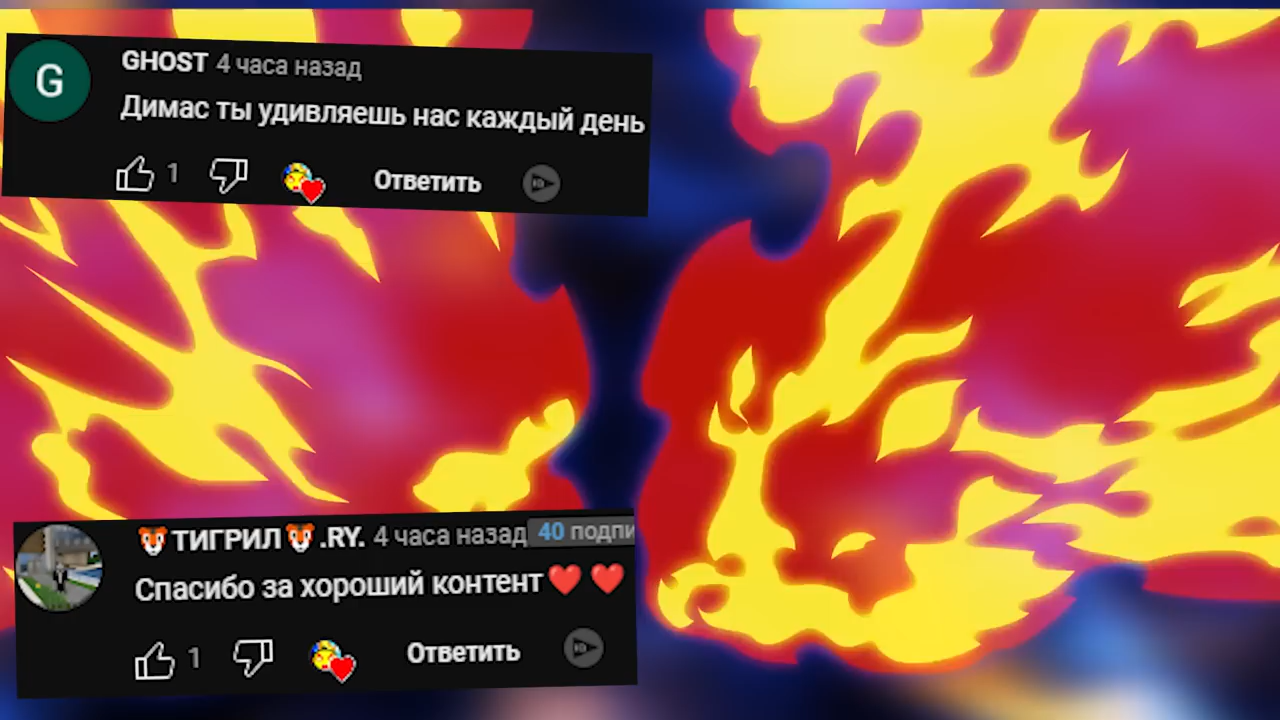 G
GHOST 4 часа назад
Димас ты удивляешь нас каждый день
1
Ответить
🐯ТИГРИЛ🐯.RY. 4 часа назад 40
Спасибо за хороший контент❤️❤️
1
Ответить